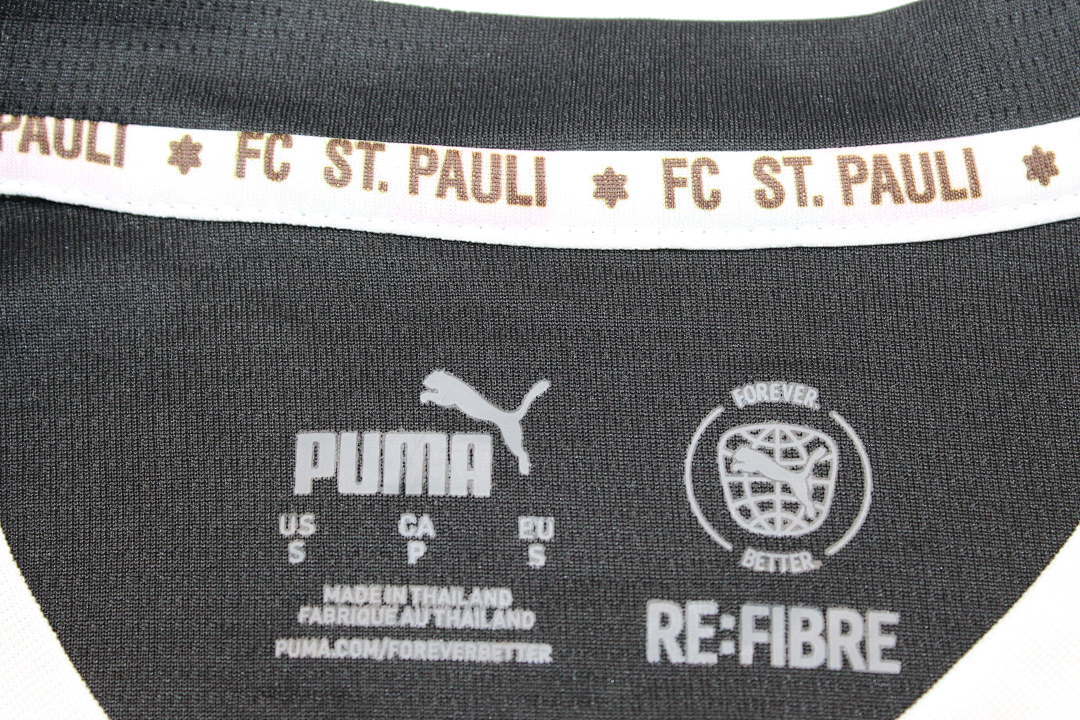 PAULI FC ST. PAULI FC ST. PAULI
PUMA
US CA EU
S P S
MADE IN THAILAND
FABRIQUE AU THAÏLAND
PUMA.COM/FOREVERBETTER
FOREVER.
BETTER.
RE:FIBRE